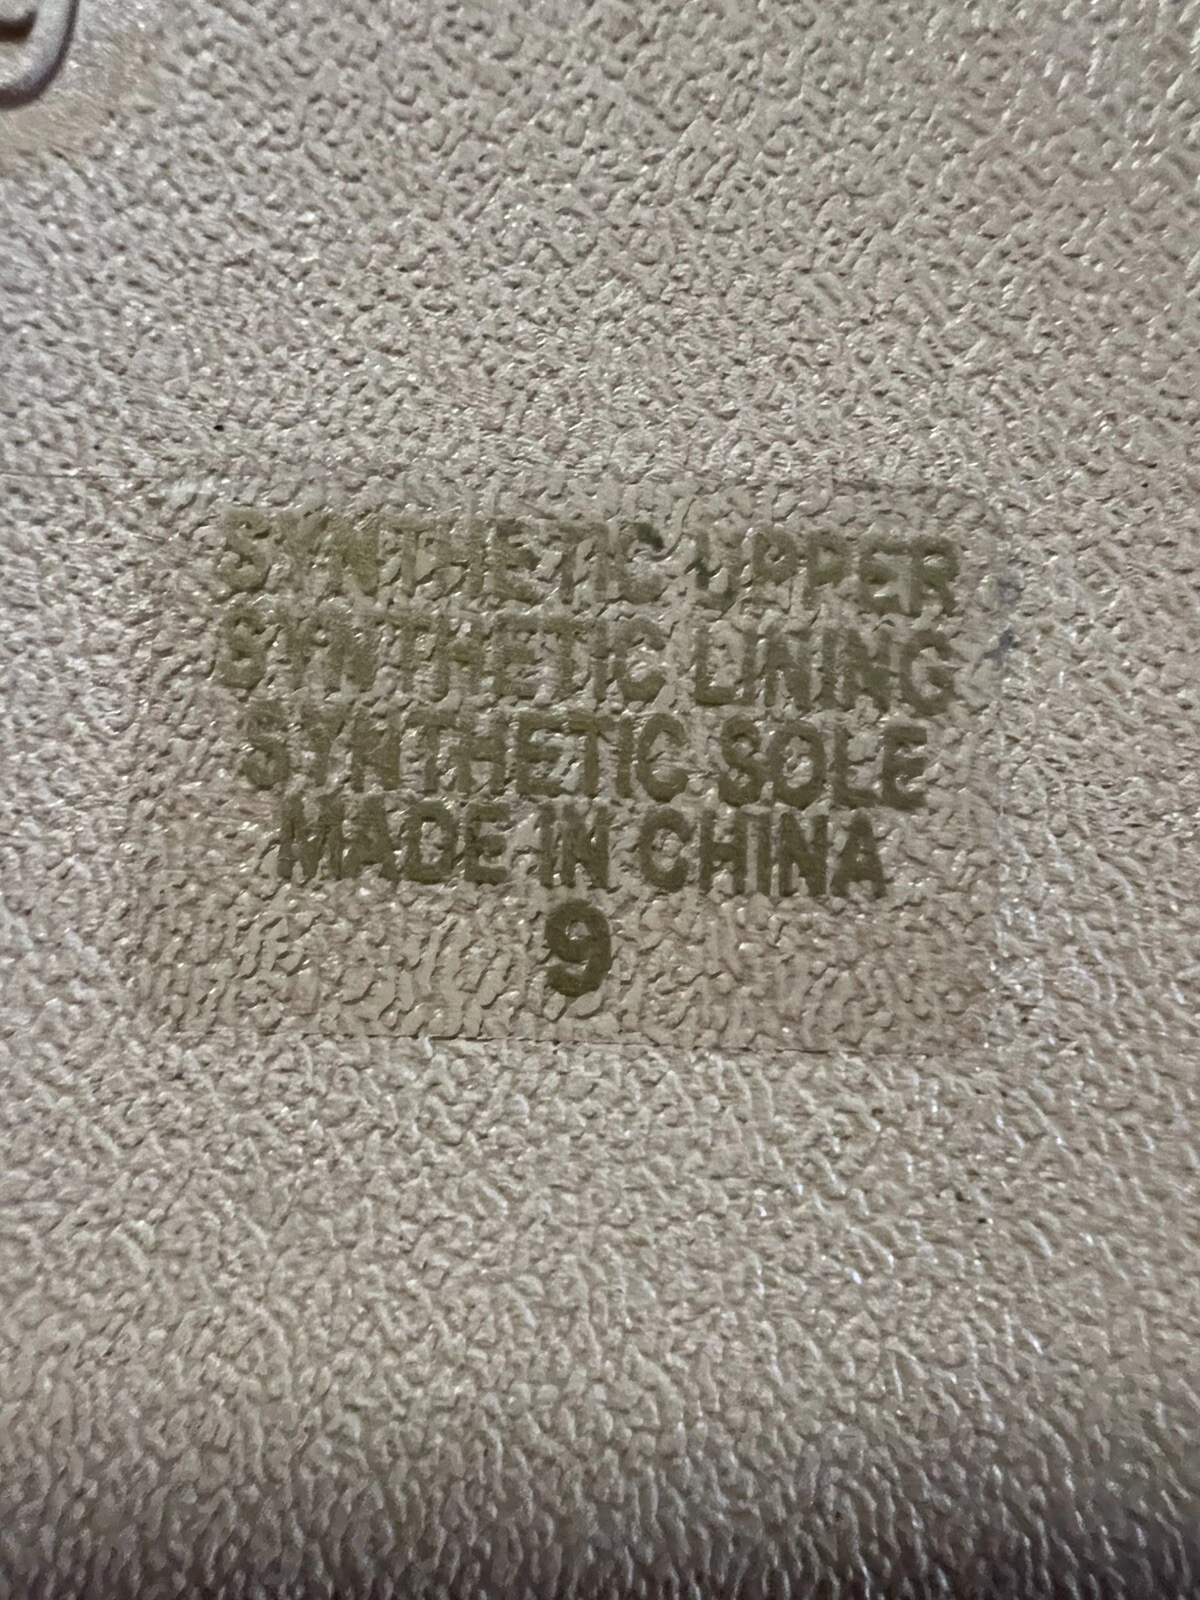 SYNTHETIC UPPER
SYNTHETIC LINING
SYNTHETIC SOLE
MADE IN CHINA
9